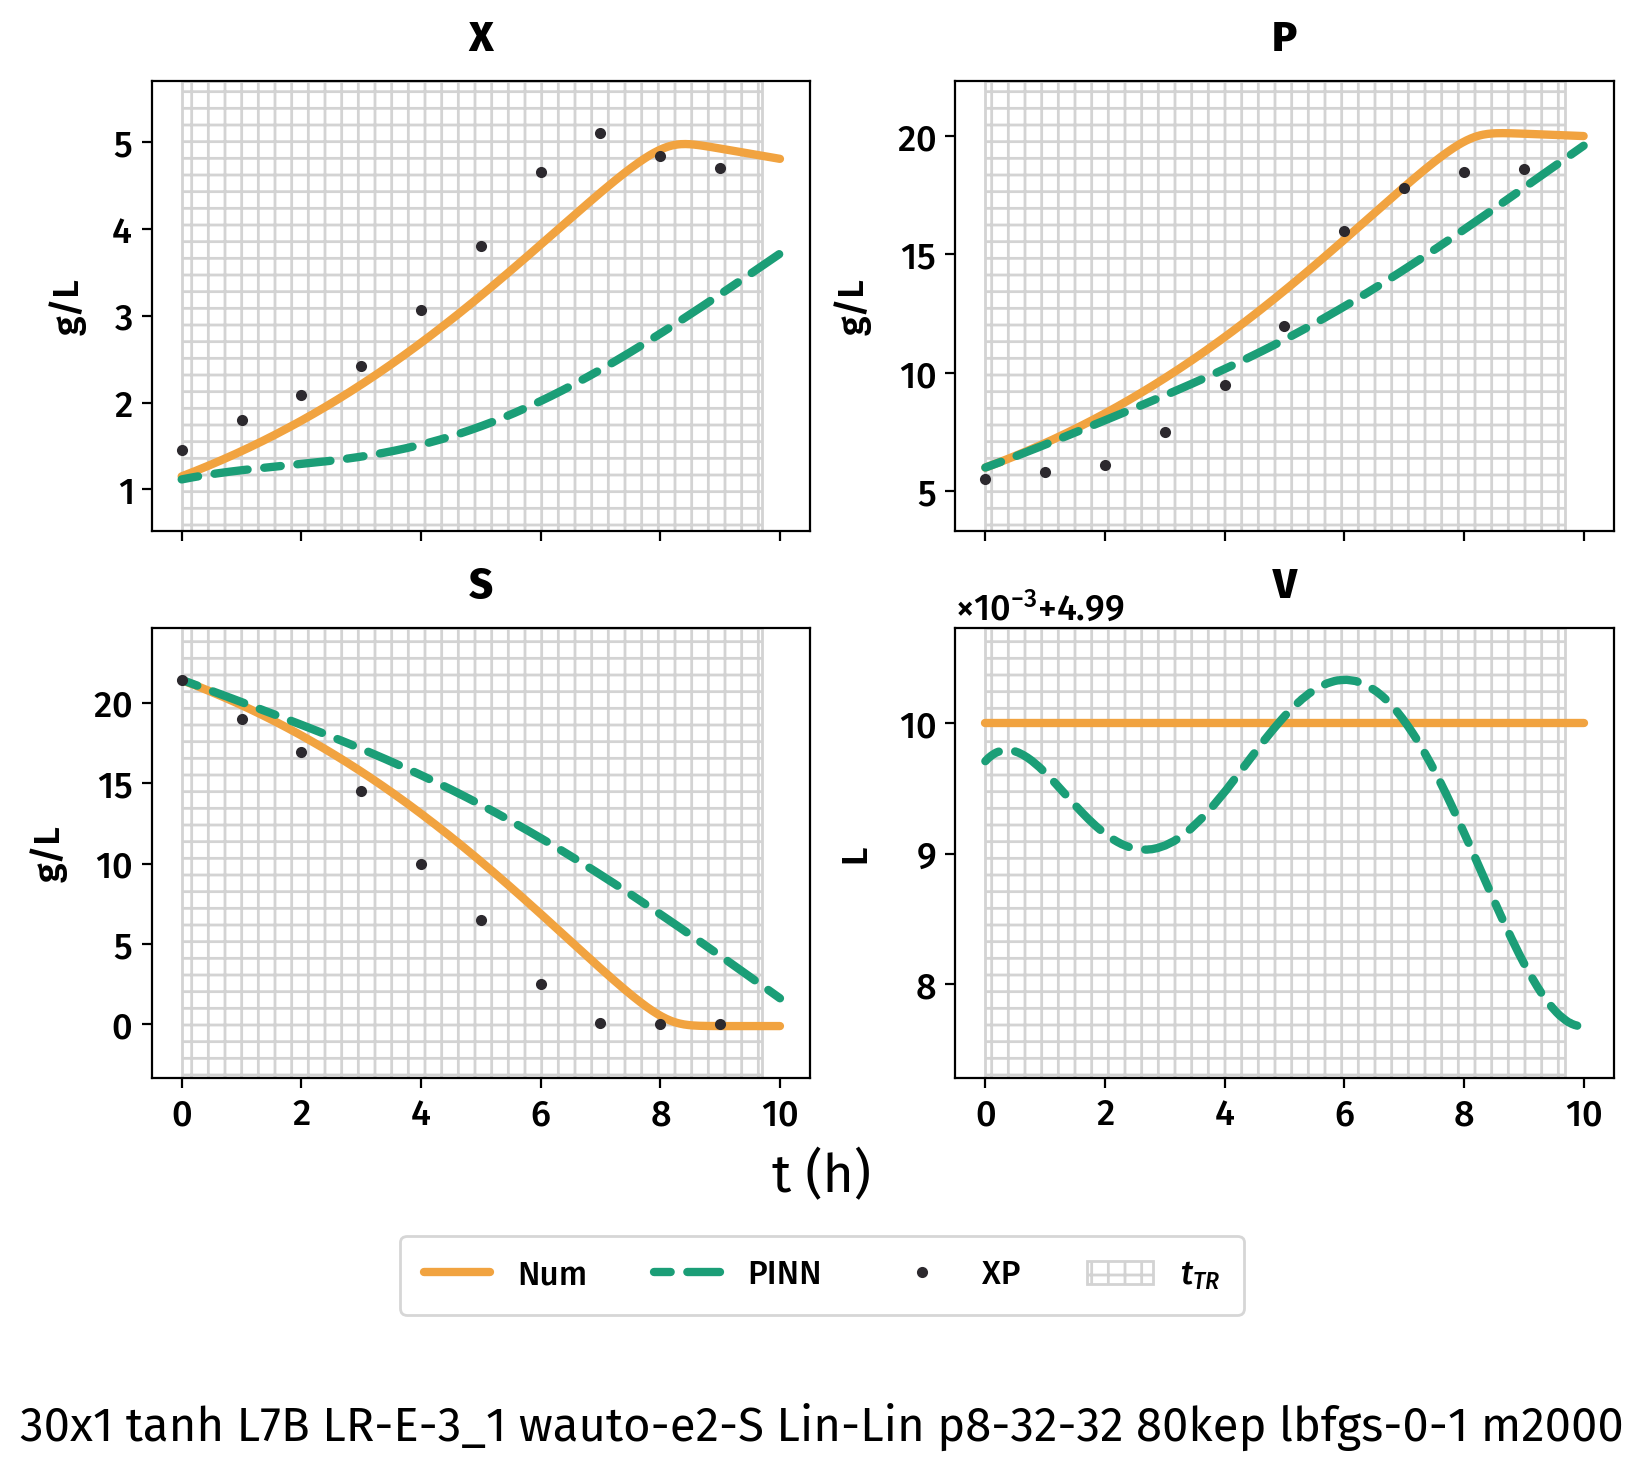 X
P
5
4
3
2
1
g/L
20
15
10
5
g/L
S
V
×10⁻³+4.99
20
15
10
5
0
g/L
10
9
8
L
0 2 4 6 8 10
0 2 4 6 8 10
t (h)
Num PINN XP t_TR
30x1 tanh L7B LR-E-3_1 wauto-e2-S Lin-Lin p8-32-32 80kep lbfgs-0-1 m2000